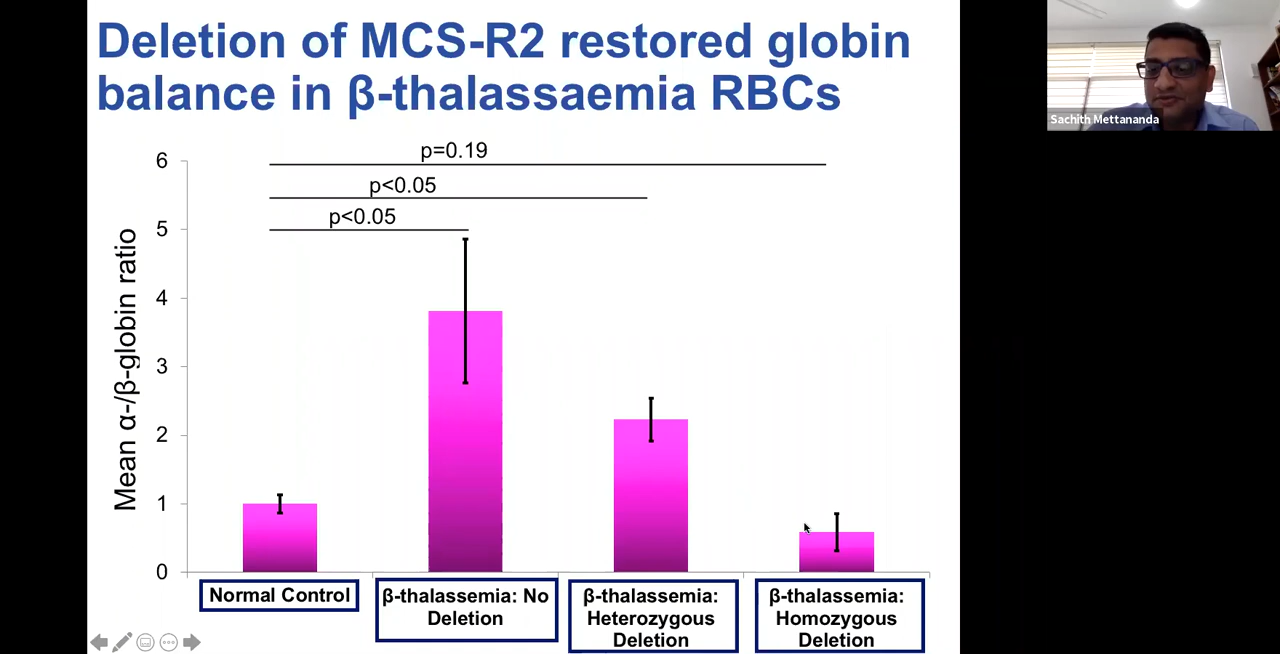 Deletion of MCS-R2 restored globin
balance in β-thalassaemia RBCs
Sachith Mettananda
p=0.19
p<0.05
p<0.05
Mean α-/β-globin ratio
6
5
4
3
2
1
0
Normal Control
β-thalassemia: No
Deletion
β-thalassemia:
Heterozygous
Deletion
β-thalassemia:
Homozygous
Deletion